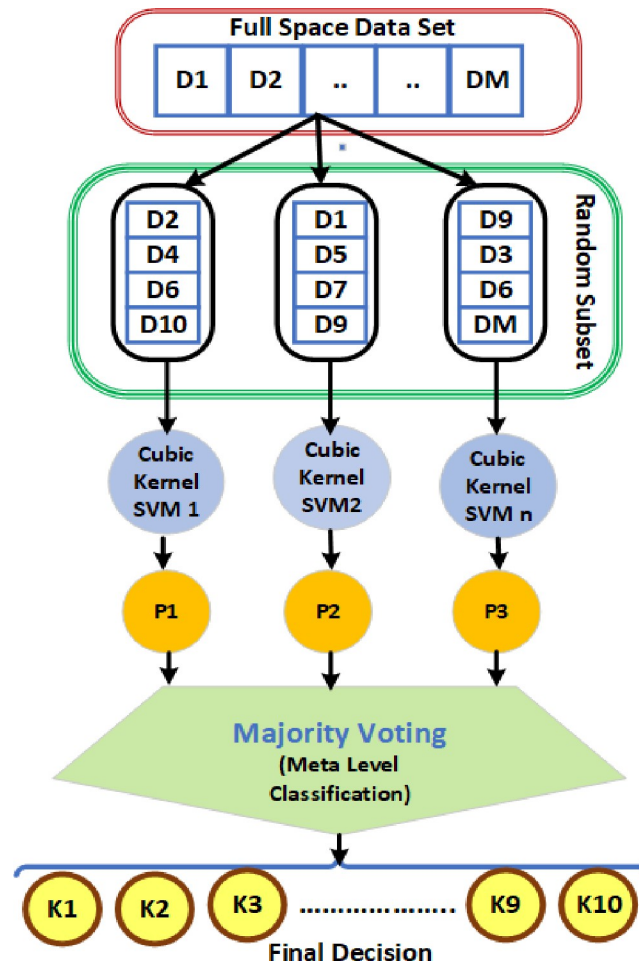 Full Space Data Set
D1 D2 .. .. DM
D2
D4
D6
D10
D1
D5
D7
D9
D9
D3
D6
DM
Random Subset
Cubic
Kernel
SVM 1
Cubic
Kernel
SVM2
Cubic
Kernel
SVM n
P1 P2 P3
Majority Voting
(Meta Level
Classification)
K1 K2 K3 ................... K9 K10
Final Decision